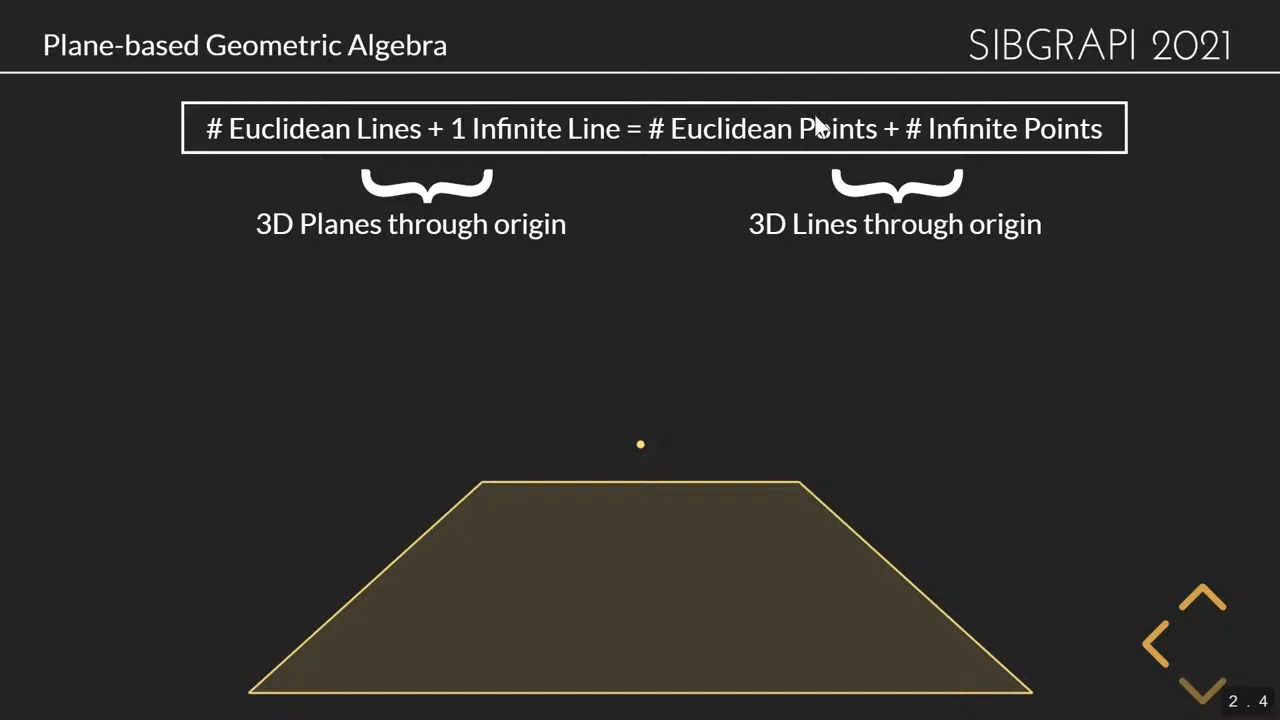 Plane-based Geometric Algebra
SIBGRAPI 2021
# Euclidean Lines + 1 Infinite Line = # Euclidean Points + # Infinite Points
3D Planes through origin
3D Lines through origin
2 . 4